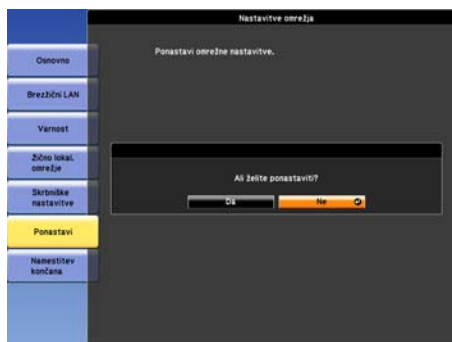 Nastavitve omrežja
Osnovno
Brezžični LAN
Varnost
Žično lokal.
omrežje
Skrbniške
nastavitve
Ponastavi
Namestitev
končana
Ponastavi omrežne nastavitve.
Ali želite ponastaviti?
Da
Ne